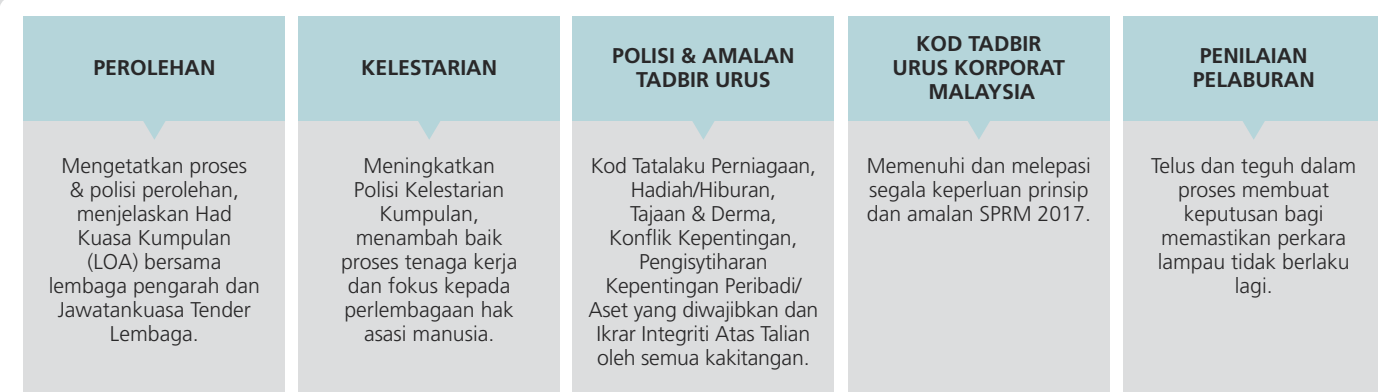 PEROLEHAN
Mengetatkan proses
& polisi perolehan,
menjelaskan Had
Kuasa Kumpulan
(LOA) bersama
lembaga pengarah dan
Jawatankuasa Tender
Lembaga.
KELESTARIAN
Meningkatkan
Polisi Kelestarian
Kumpulan,
menambah baik
proses tenaga kerja
dan fokus kepada
perlembagaan hak
asasi manusia.
POLISI & AMALAN
TADBIR URUS
Kod Tatalaku Perniagaan,
Hadiah/Hiburan,
Tajaan & Derma,
Konflik Kepentingan,
Pengisytiharan
Kepentingan Peribadi/
Aset yang diwajibkan dan
Ikrar Integriti Atas Talian
oleh semua kakitangan.
KOD TADBIR
URUS KORPORAT
MALAYSIA
Memenuhi dan melepasi
segala keperluan prinsip
dan amalan SPRM 2017.
PENILAIAN
PELABURAN
Telus dan teguh dalam
proses membuat
keputusan bagi
memastikan perkara
lampau tidak berlaku
lagi.